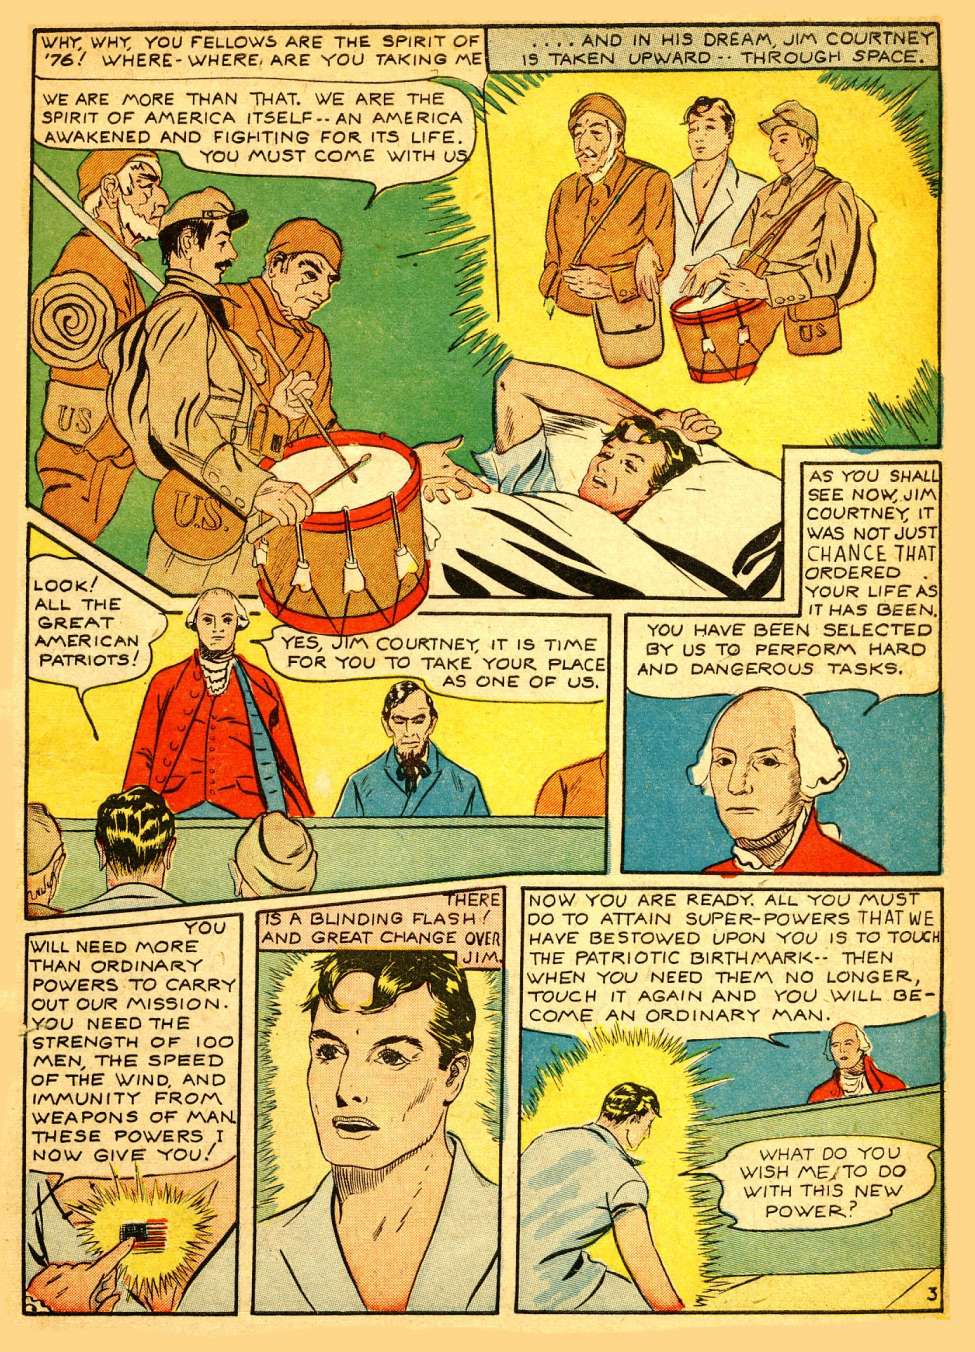 WHY, WHY, YOU FELLOWS ARE THE SPIRIT OF
'76! WHERE-WHERE, ARE YOU TAKING ME
WE ARE MORE THAN THAT. WE ARE THE
SPIRIT OF AMERICA ITSELF-- AN AMERICA
AWAKENED AND FIGHTING FOR ITS LIFE.
YOU MUST COME WITH US
US
U.S.
.... AND IN HIS DREAM, JIM COURTNEY
IS TAKEN UPWARD -- THROUGH SPACE.
US
LOOK!
ALL THE
GREAT
AMERICAN
PATRIOTS!
YES, JIM COURTNEY, IT IS TIME
FOR YOU TO TAKE YOUR PLACE
AS ONE OF US.
AS YOU SHALL
SEE NOW, JIM
COURTNEY, IT
WAS NOT JUST
CHANCE THAT
ORDERED
YOUR LIFE AS
IT HAS BEEN.
YOU HAVE BEEN SELECTED
BY US TO PERFORM HARD
AND DANGEROUS TASKS.
YOU
WILL NEED MORE
THAN ORDINARY
POWERS TO CARRY
OUT OUR MISSION.
YOU NEED THE
STRENGTH OF 100
MEN, THE SPEED
OF THE WIND, AND
IMMUNITY FROM
WEAPONS OF MAN.
THESE POWERS I
NOW GIVE YOU!
THERE
IS A BLINDING FLASH!
AND GREAT CHANGE OVER
JIM.
NOW YOU ARE READY. ALL YOU MUST
DO TO ATTAIN SUPER-POWERS THAT WE
HAVE BESTOWED UPON YOU IS TO TOUCH
THE PATRIOTIC BIRTHMARK-- THEN
WHEN YOU NEED THEM NO LONGER,
TOUCH IT AGAIN AND YOU WILL BE-
COME AN ORDINARY MAN.
WHAT DO YOU
WISH ME TO DO
WITH THIS NEW
POWER?
3